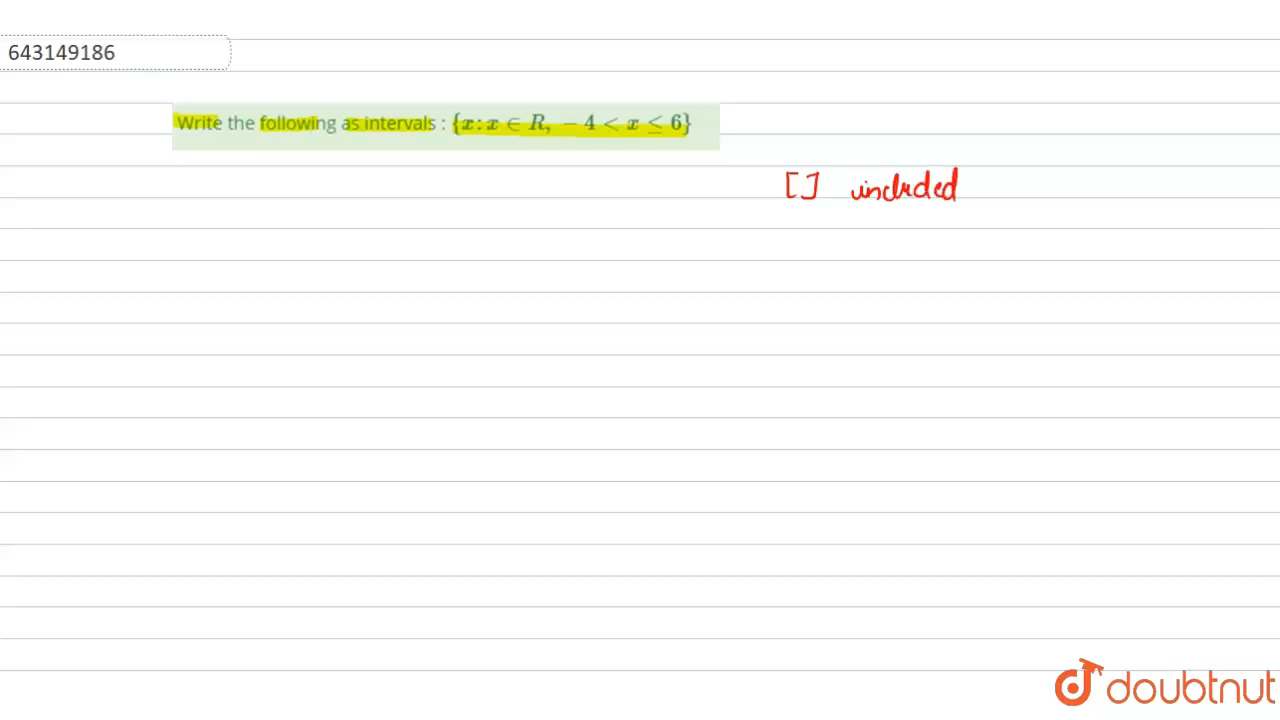 643149186
Write the following as intervals : {x : x ∈ R, − 4 < x ≤ 6}
[ ] included
doubtnut